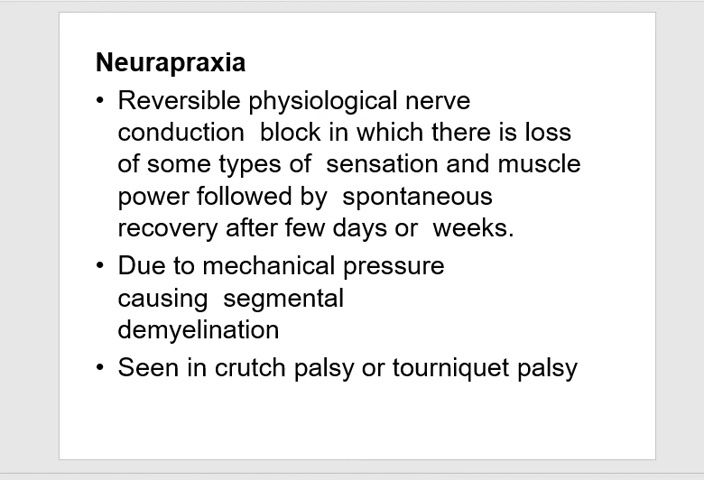 Neurapraxia
• Reversible physiological nerve
conduction  block in which there is loss
of some types of  sensation and muscle
power followed by  spontaneous
recovery after few days or  weeks.
• Due to mechanical pressure
causing  segmental
demyelination
• Seen in crutch palsy or tourniquet palsy